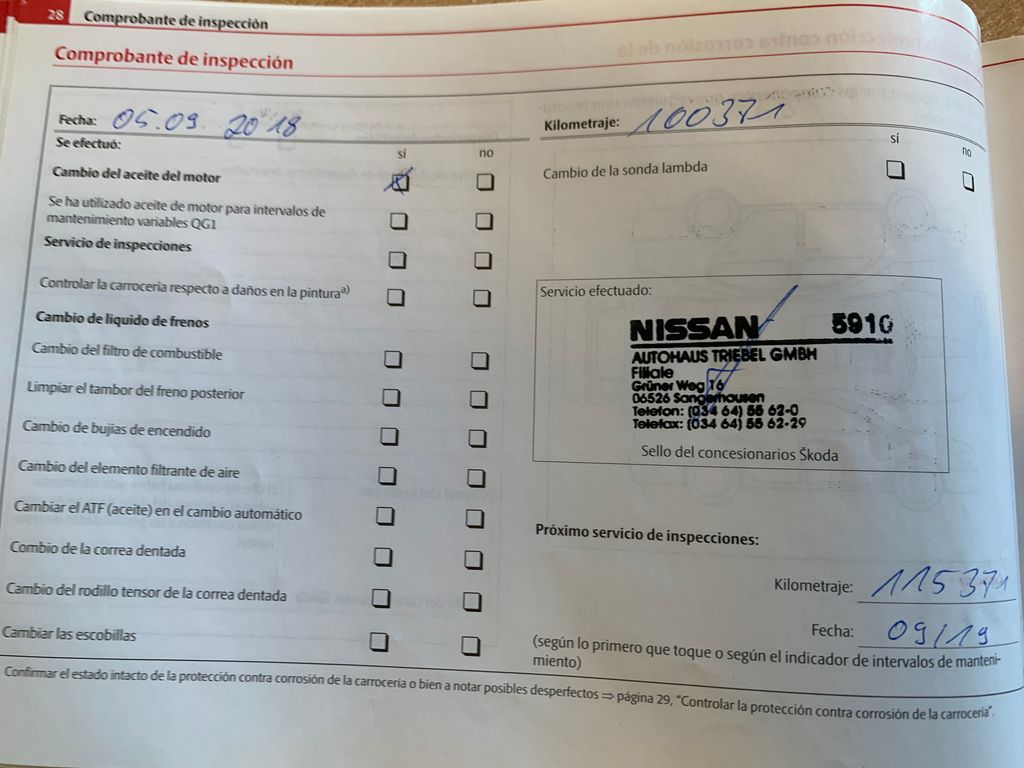 28 Comprobante de inspección
Comprobante de inspección
Fecha: 05.09.2018
Kilometraje: 100371
Se efectuó:
sí no
sí no
Cambio del aceite del motor
Cambio de la sonda lambda
Se ha utilizado aceite de motor para intervalos de
mantenimiento variables QG1
Servicio de inspecciones
Controlar la carrocería respecto a daños en la pinturaa)
Cambio de liquido de frenos
Cambio del filtro de combustible
Limpiar el tambor del freno posterior
Cambio de bujias de encendido
Cambio del elemento filtrante de aire
Cambiar el ATF (aceite) en el cambio automático
Combio de la correa dentada
Cambio del rodillo tensor de la correa dentada
Cambiar las escobillas
Servicio efectuado:
NISSAN 5910
AUTOHAUS TRIEBEL GMBH
Filiale
Grüner Weg 16
06526 Sangerhausen
Telefon: (034 64) 55 62-0
Telefax: (034 64) 55 62-29
Sello del concesionarios Škoda
Próximo servicio de inspecciones:
Kilometraje: 115371
Fecha: 09/19
(según lo primero que toque o según el indicador de intervalos de manteni-
miento)
Confirmar el estado intacto de la protección contra corrosión de la carrocería o bien a notar posibles desperfectos ⇒ página 29, "Controlar la protección contra corrosión de la carrocería".